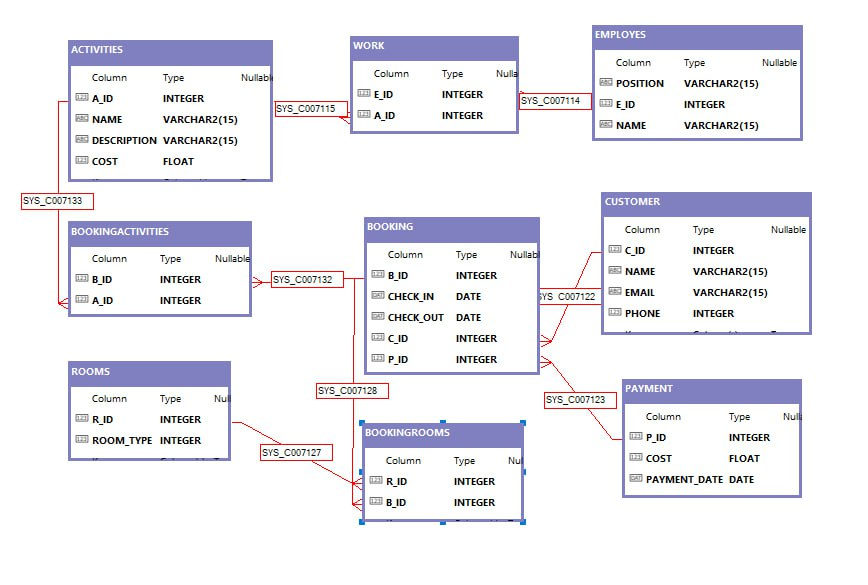 ACTIVITIES
Column Type Nullable
A_ID INTEGER
NAME VARCHAR2(15)
DESCRIPTION VARCHAR2(15)
COST FLOAT
WORK
Column Type Null
E_ID INTEGER
A_ID INTEGER
EMPLOYES
Column Type Nullable
POSITION VARCHAR2(15)
E_ID INTEGER
NAME VARCHAR2(15)
SYS_C007115
SYS_C007114
SYS_C007133
BOOKINGACTIVITIES
Column Type Nullable
B_ID INTEGER
A_ID INTEGER
SYS_C007132
BOOKING
Column Type Nullabl
B_ID INTEGER
CHECK_IN DATE
CHECK_OUT DATE
C_ID INTEGER
P_ID INTEGER
SYS_C007122
CUSTOMER
Column Type Nullable
C_ID INTEGER
NAME VARCHAR2(15)
EMAIL VARCHAR2(15)
PHONE INTEGER
ROOMS
Column Type Null
R_ID INTEGER
ROOM_TYPE INTEGER
SYS_C007128
SYS_C007123
SYS_C007127
BOOKINGROOMS
Column Type Nul
R_ID INTEGER
B_ID INTEGER
PAYMENT
Column Type Null
P_ID INTEGER
COST FLOAT
PAYMENT_DATE DATE